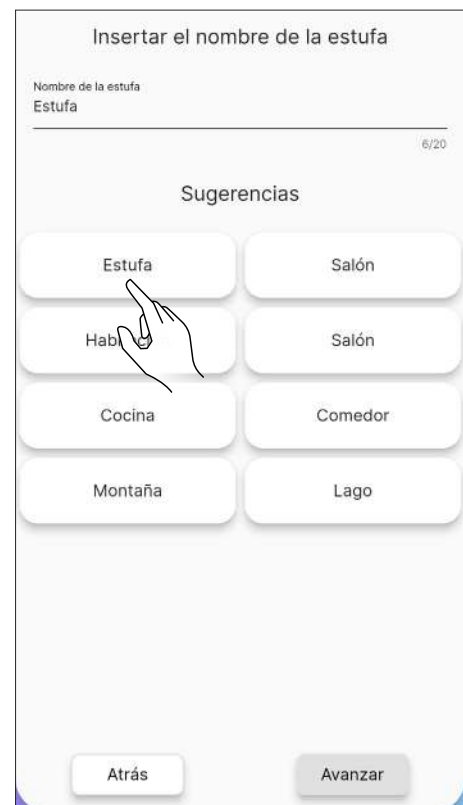 Insertar el nombre de la estufa
Nombre de la estufa
Estufa
6/20
Sugerencias
Estufa Salón
Salón
Cocina Comedor
Montaña Lago
Atrás Avanzar